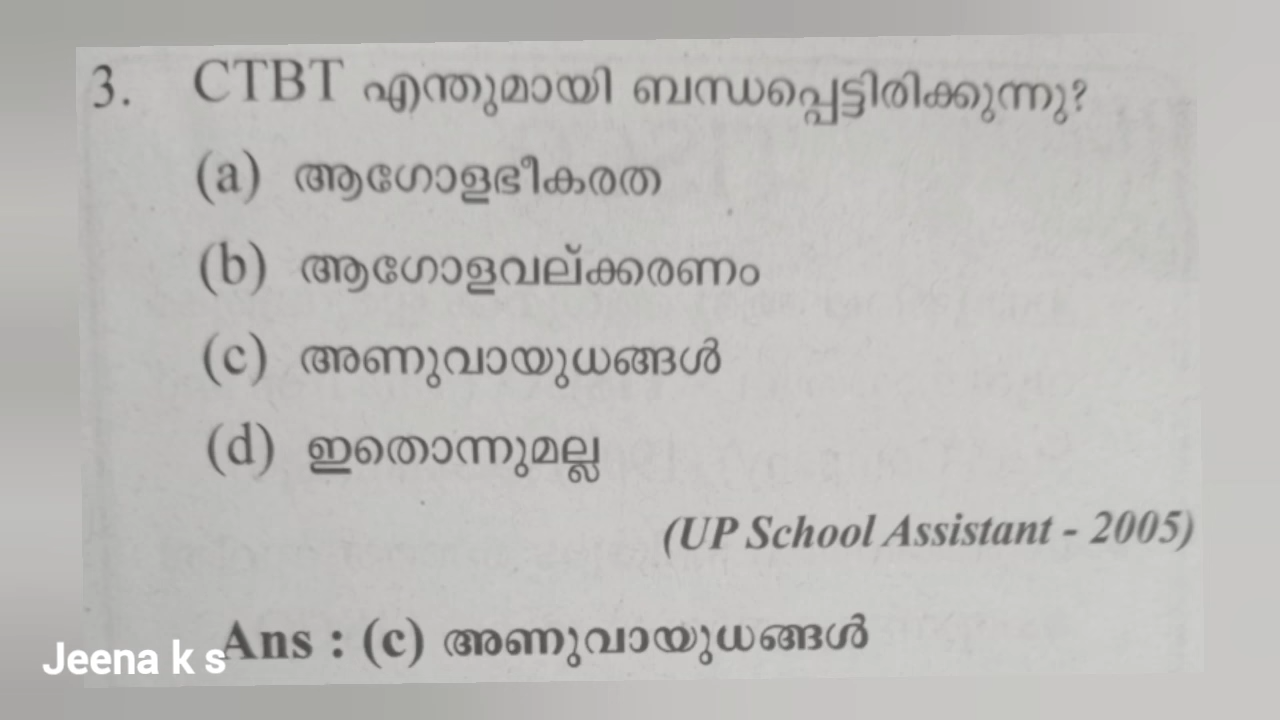 3. CTBT എന്തുമായി ബന്ധപ്പെട്ടിരിക്കുന്നു?
(a) ആഗോളഭീകരത
(b) ആഗോളവല്ക്കരണം
(c) അണുവായുധങ്ങൾ
(d) ഇതൊന്നുമല്ല
(UP School Assistant - 2005)
Ans : (c) അണുവായുധങ്ങൾ
Jeena k s